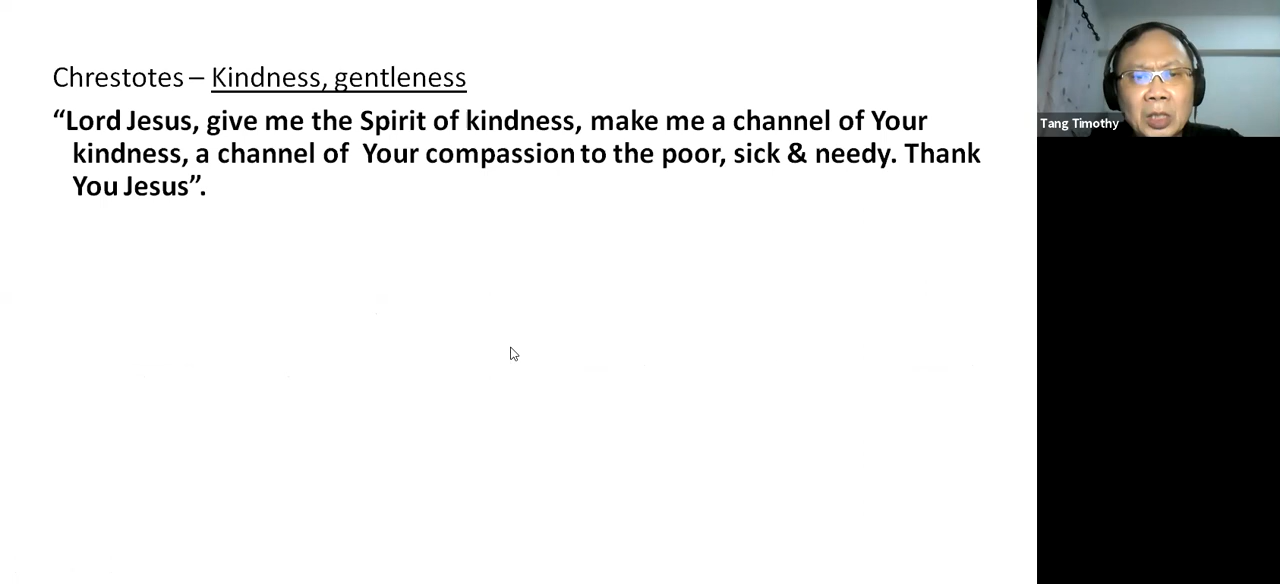 Chrestotes – Kindness, gentleness
“Lord Jesus, give me the Spirit of kindness, make me a channel of Your
kindness, a channel of  Your compassion to the poor, sick & needy. Thank
You Jesus”.
Tang Timothy